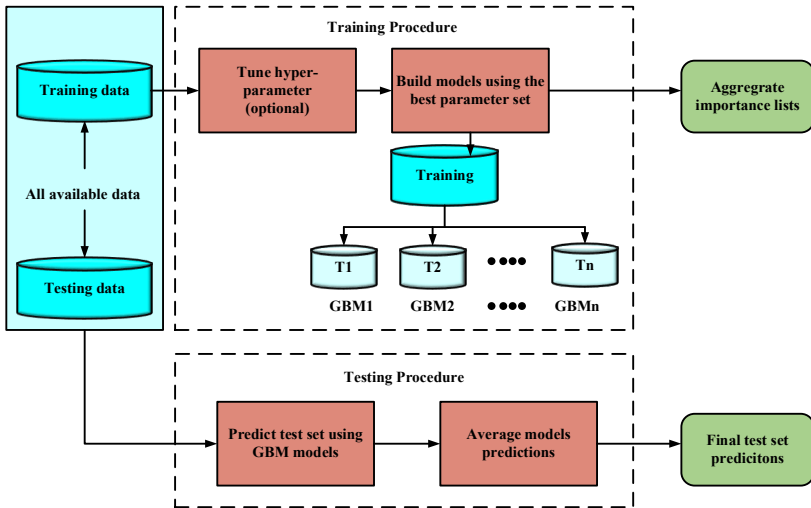 Training Procedure
Training data
All available data
Testing data
Tune hyper-
parameter
(optional)
Build models using the
best parameter set
Aggregrate
importance lists
Training
T1
T2
Tn
GBM1
GBM2
GBMn
Testing Procedure
Predict test set using
GBM models
Average models
predictions
Final test set
predicitons